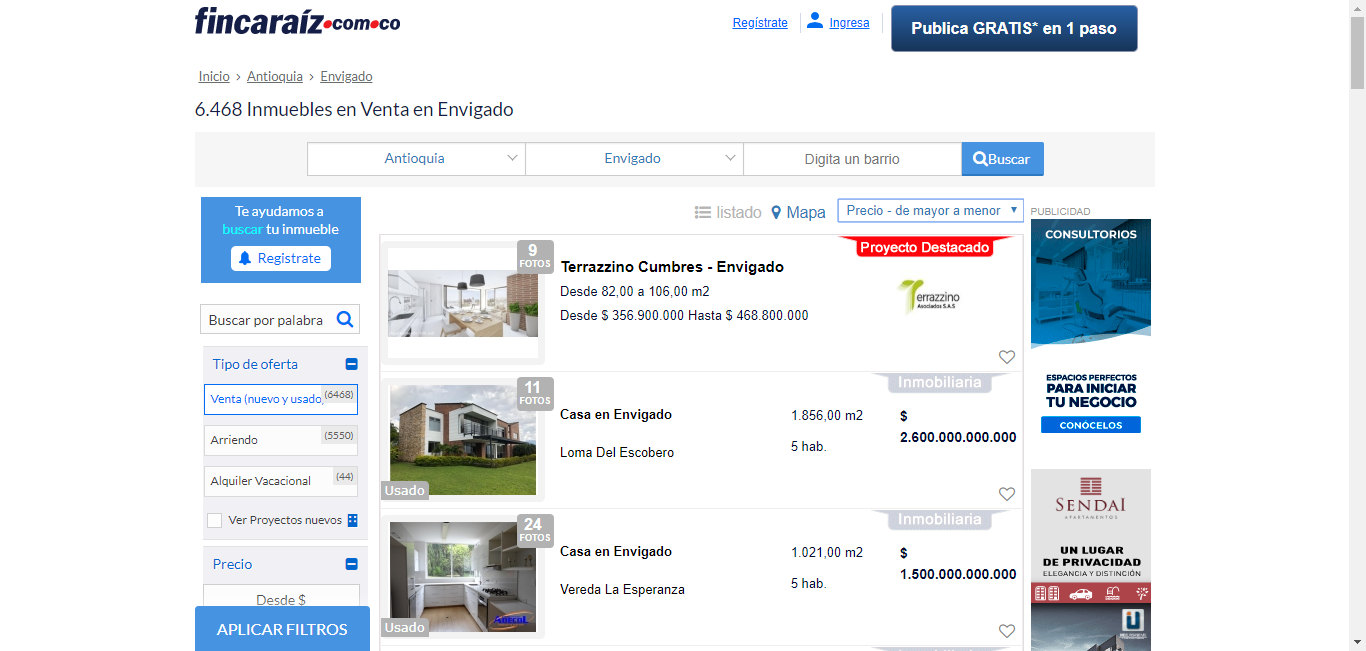 fincaraíz.com.co
Regístrate
Ingresa
Publica GRATIS* en 1 paso
Inicio › Antioquia › Envigado
6.468 Inmuebles en Venta en Envigado
Antioquia
Envigado
Digita un barrio
Buscar
Te ayudamos a
buscar tu inmueble
Registrate
Buscar por palabra
Tipo de oferta
Venta (nuevo y usado) (6468)
Arriendo (5550)
Alquiler Vacacional (44)
Ver Proyectos nuevos
Precio
Desde $
APLICAR FILTROS
listado
Mapa
Precio - de mayor a menor
9
FOTOS
Proyecto Destacado
Terrazzino Cumbres - Envigado
Desde 82,00 a 106,00 m2
Desde $ 356.900.000 Hasta $ 468.800.000
Terrazzino
Asociados S.A.S
11
FOTOS
Usado
Inmobiliaria
Casa en Envigado
Loma Del Escobero
1.856,00 m2
5 hab.
$
2.600.000.000.000
24
FOTOS
Usado
Inmobiliaria
Casa en Envigado
Vereda La Esperanza
1.021,00 m2
5 hab.
$
1.500.000.000.000
Inmobiliaria
PUBLICIDAD
CONSULTORIOS
ESPACIOS PERFECTOS
PARA INICIAR
TU NEGOCIO
CONÓCELOS
SENDAI
APARTAMENTOS
UN LUGAR
DE PRIVACIDAD
ELEGANCIA Y DISTINCIÓN